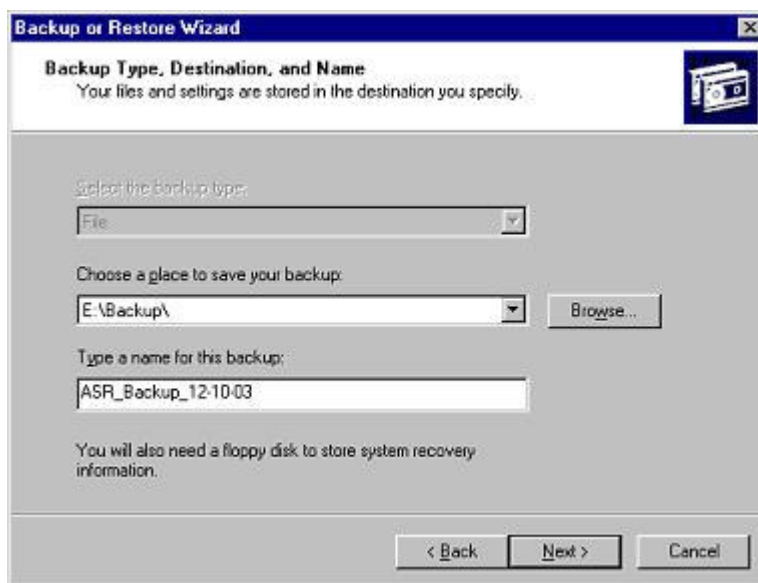 Backup or Restore Wizard
Backup Type, Destination, and Name
Your files and settings are stored in the destination you specify.
Select the backup type:
File
Choose a place to save your backup:
E:\Backup\
Browse...
Type a name for this backup:
ASR_Backup_12-10-03
You will also need a floppy disk to store system recovery
information.
< Back
Next >
Cancel